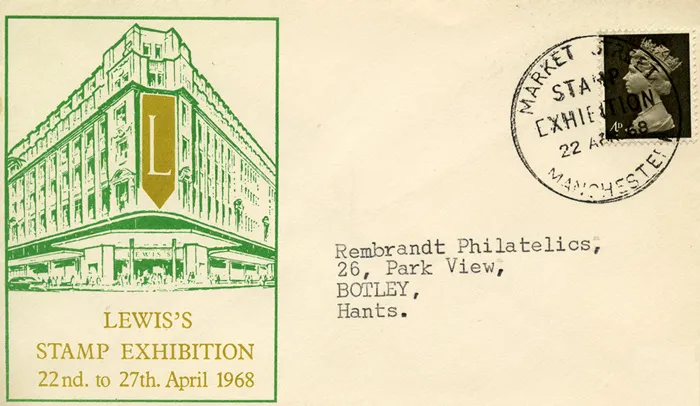 L
LEWIS'S
LEWIS'S
STAMP EXHIBITION
22nd. to 27th. April 1968
MARKET STREET
STAMP
EXHIBITION
22 AP 68
MANCHESTER
4D
Rembrandt Philatelics,
26, Park View,
BOTLEY,
Hants.